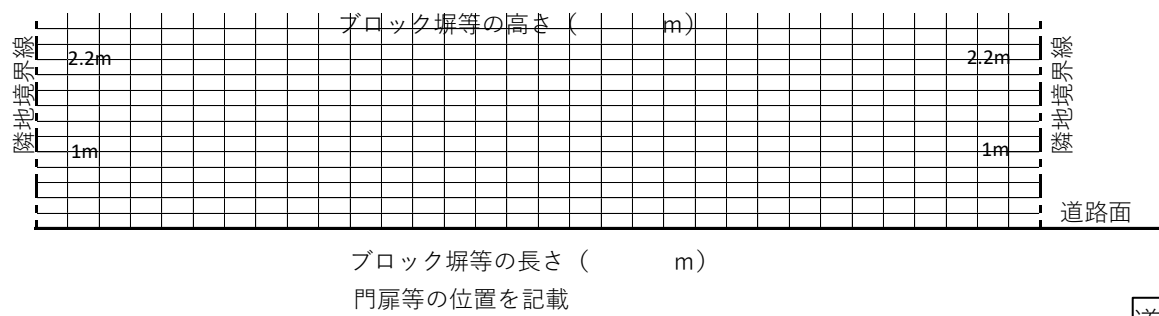 ブロック塀等の高さ（　　　m）
隣地境界線
2.2m
2.2m
隣地境界線
1m
1m
道路面
ブロック塀等の長さ（　　　m）
門扉等の位置を記載